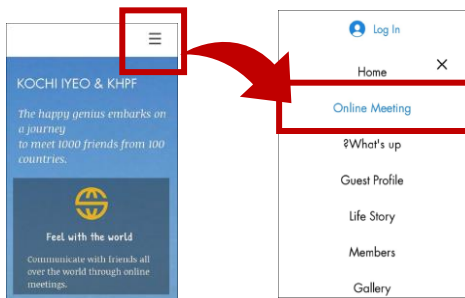 KOCHI IYEO & KHPF
The happy genius embarks on
a journey
to meet 1000 friends from 100
countries.
Feel with the world
Communicate with friends all
over the world through online
meetings.
Log In
Home
Online Meeting
?What's up
Guest Profile
Life Story
Members
Gallery